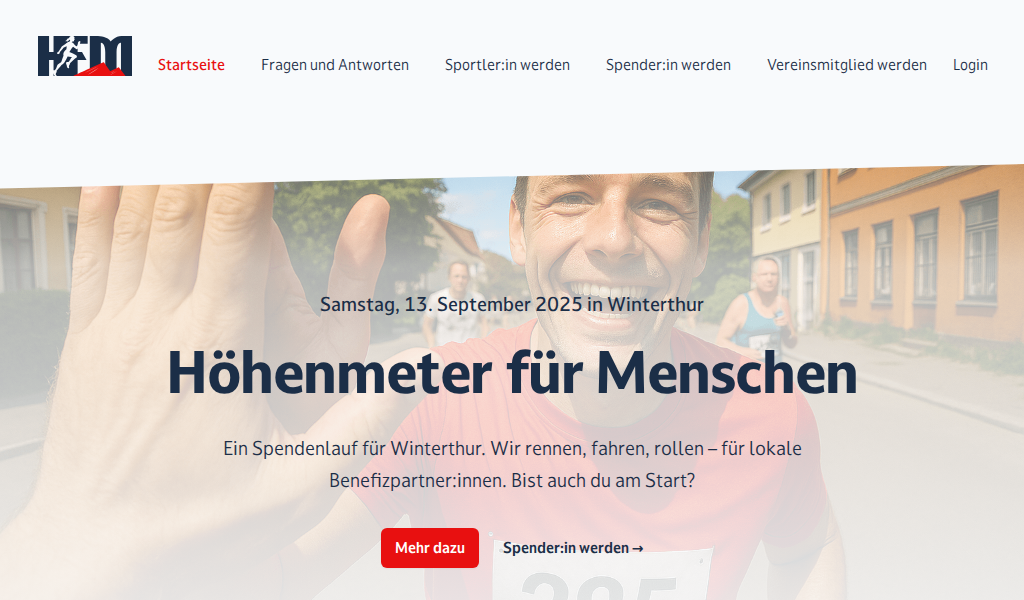 HFM
Startseite
Fragen und Antworten
Sportler:in werden
Spender:in werden
Vereinsmitglied werden
Login
Samstag, 13. September 2025 in Winterthur
Höhenmeter für Menschen
Ein Spendenlauf für Winterthur. Wir rennen, fahren, rollen – für lokale
Benefizpartner:innen. Bist auch du am Start?
Mehr dazu
Spender:in werden →
285